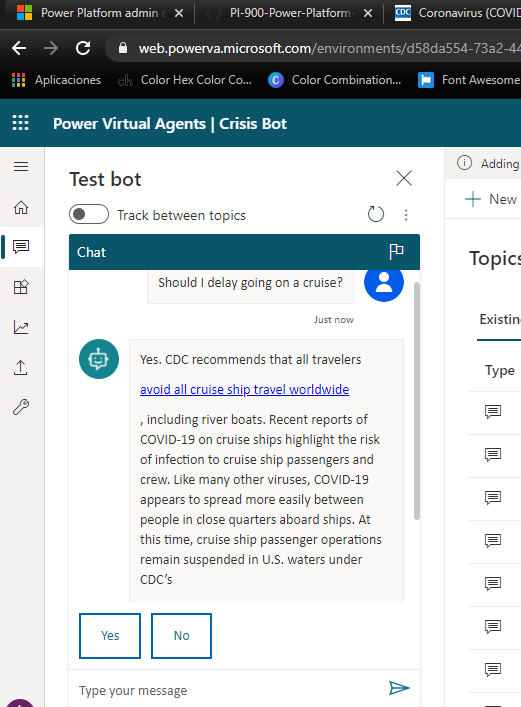 Power Platform admin c
PI-900-Power-Platform-
CDC Coronavirus (COVID
web.powerva.microsoft.com/environments/d58da554-73a2-44
Aplicaciones
ch Color Hex Color Co...
C Color Combination...
Font Awesome
Power Virtual Agents | Crisis Bot
Test bot
Adding
Track between topics
New
Chat
Topics
Should I delay going on a cruise?
Just now
Existin
Yes. CDC recommends that all travelers
Type
avoid all cruise ship travel worldwide
, including river boats. Recent reports of
COVID-19 on cruise ships highlight the risk
of infection to cruise ship passengers and
crew. Like many other viruses, COVID-19
appears to spread more easily between
people in close quarters aboard ships. At
this time, cruise ship passenger operations
remain suspended in U.S. waters under
CDC's
Yes
No
Type your message